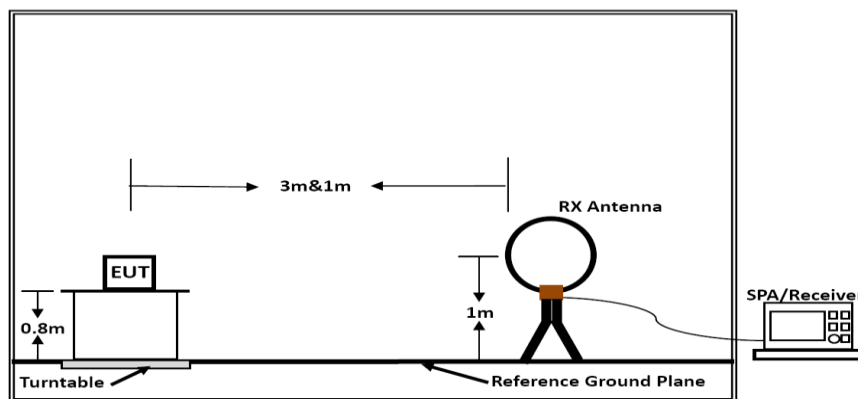 3m&1m
RX Antenna
EUT
SPA/Receiver
0.8m
1m
Turntable
Reference Ground Plane